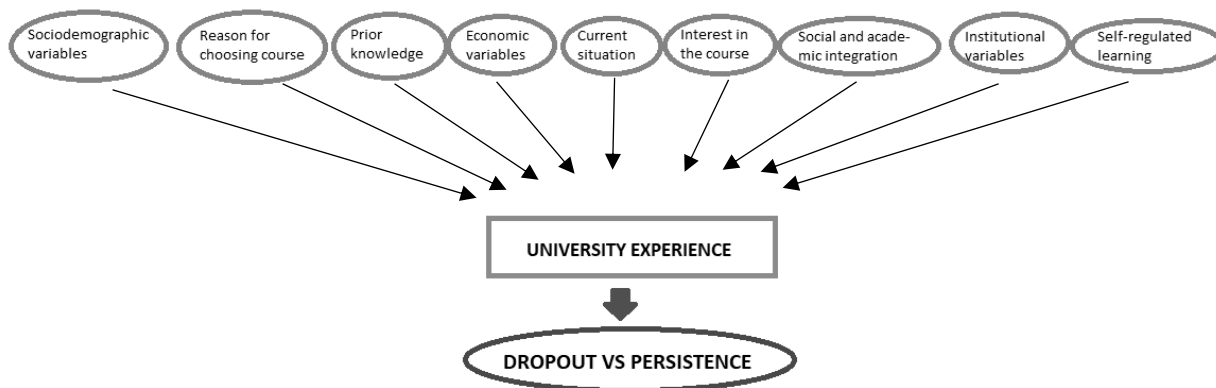 Sociodemographic
variables
Reason for
choosing course
Prior
knowledge
Economic
variables
Current
situation
Interest in
the course
Social and acade-
mic integration
Institutional
variables
Self-regulated
learning
UNIVERSITY EXPERIENCE
DROPOUT VS PERSISTENCE